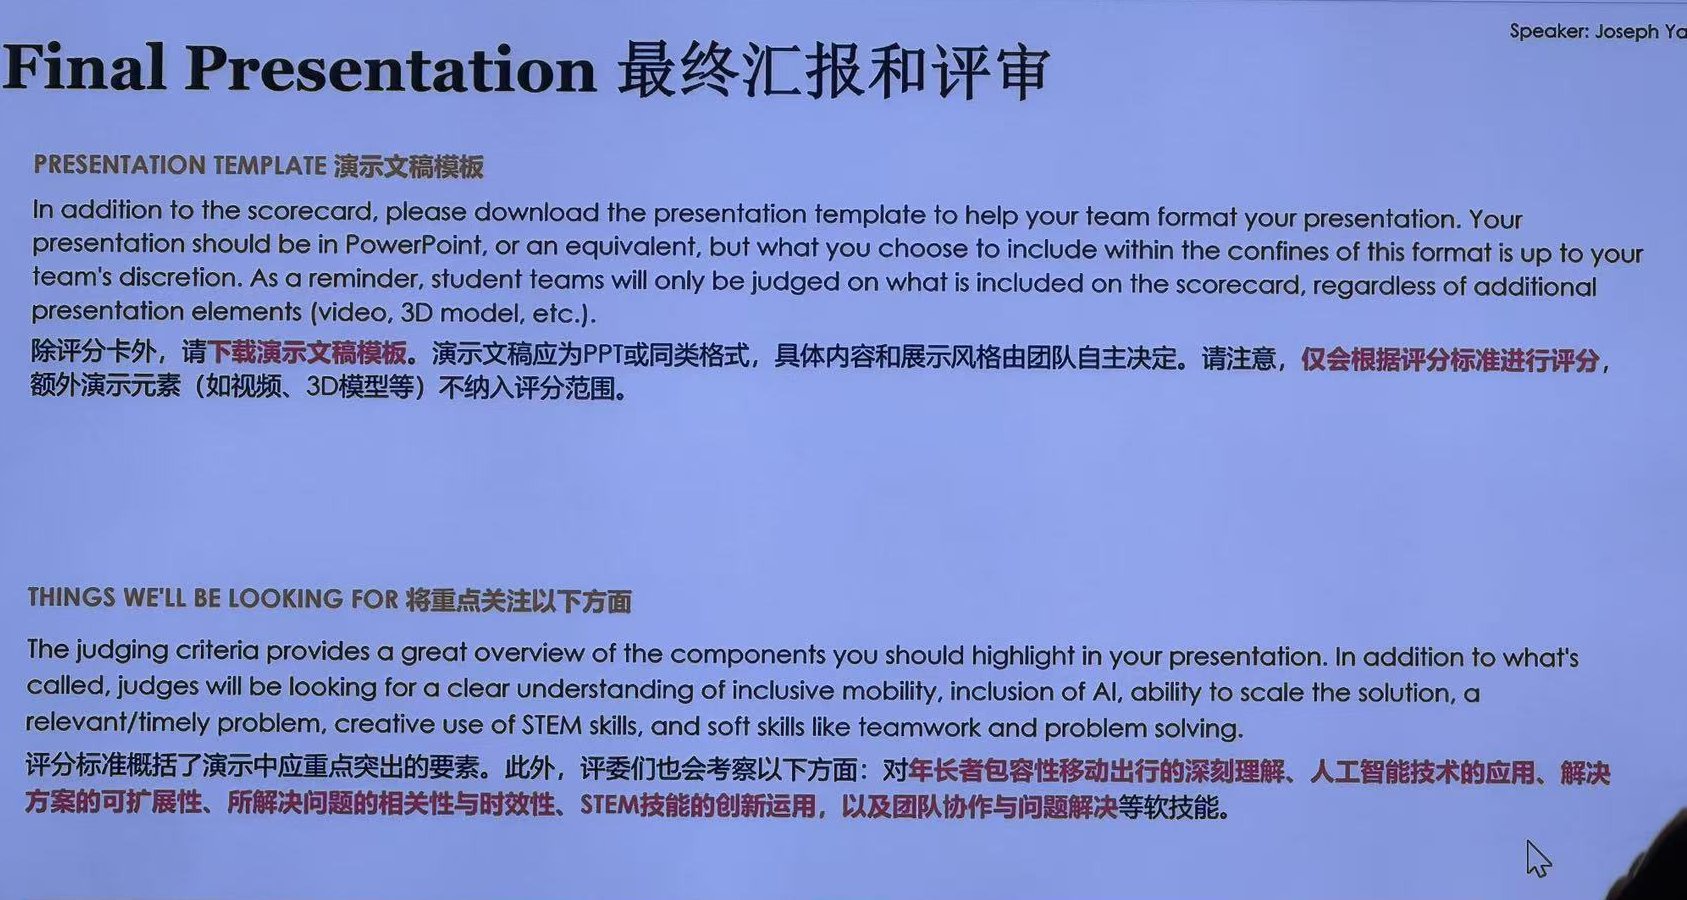 Speaker: Joseph Ya
Final Presentation 最终汇报和评审
PRESENTATION TEMPLATE 演示文稿模板
In addition to the scorecard, please download the presentation template to help your team format your presentation. Your
presentation should be in PowerPoint, or an equivalent, but what you choose to include within the confines of this format is up to your
team's discretion. As a reminder, student teams will only be judged on what is included on the scorecard, regardless of additional
presentation elements (video, 3D model, etc.).
除评分卡外，请下载演示文稿模板。演示文稿应为PPT或同类格式，具体内容和展示风格由团队自主决定。请注意，仅会根据评分标准进行评分，
额外演示元素（如视频、3D模型等）不纳入评分范围。
THINGS WE'LL BE LOOKING FOR 将重点关注以下方面
The judging criteria provides a great overview of the components you should highlight in your presentation. In addition to what's
called, judges will be looking for a clear understanding of inclusive mobility, inclusion of AI, ability to scale the solution, a
relevant/timely problem, creative use of STEM skills, and soft skills like teamwork and problem solving.
评分标准概括了演示中应重点突出的要素。此外，评委们也会考察以下方面：对年长者包容性移动出行的深刻理解、人工智能技术的应用、解决
方案的可扩展性、所解决问题的相关性与时效性、STEM技能的创新运用，以及团队协作与问题解决等软技能。